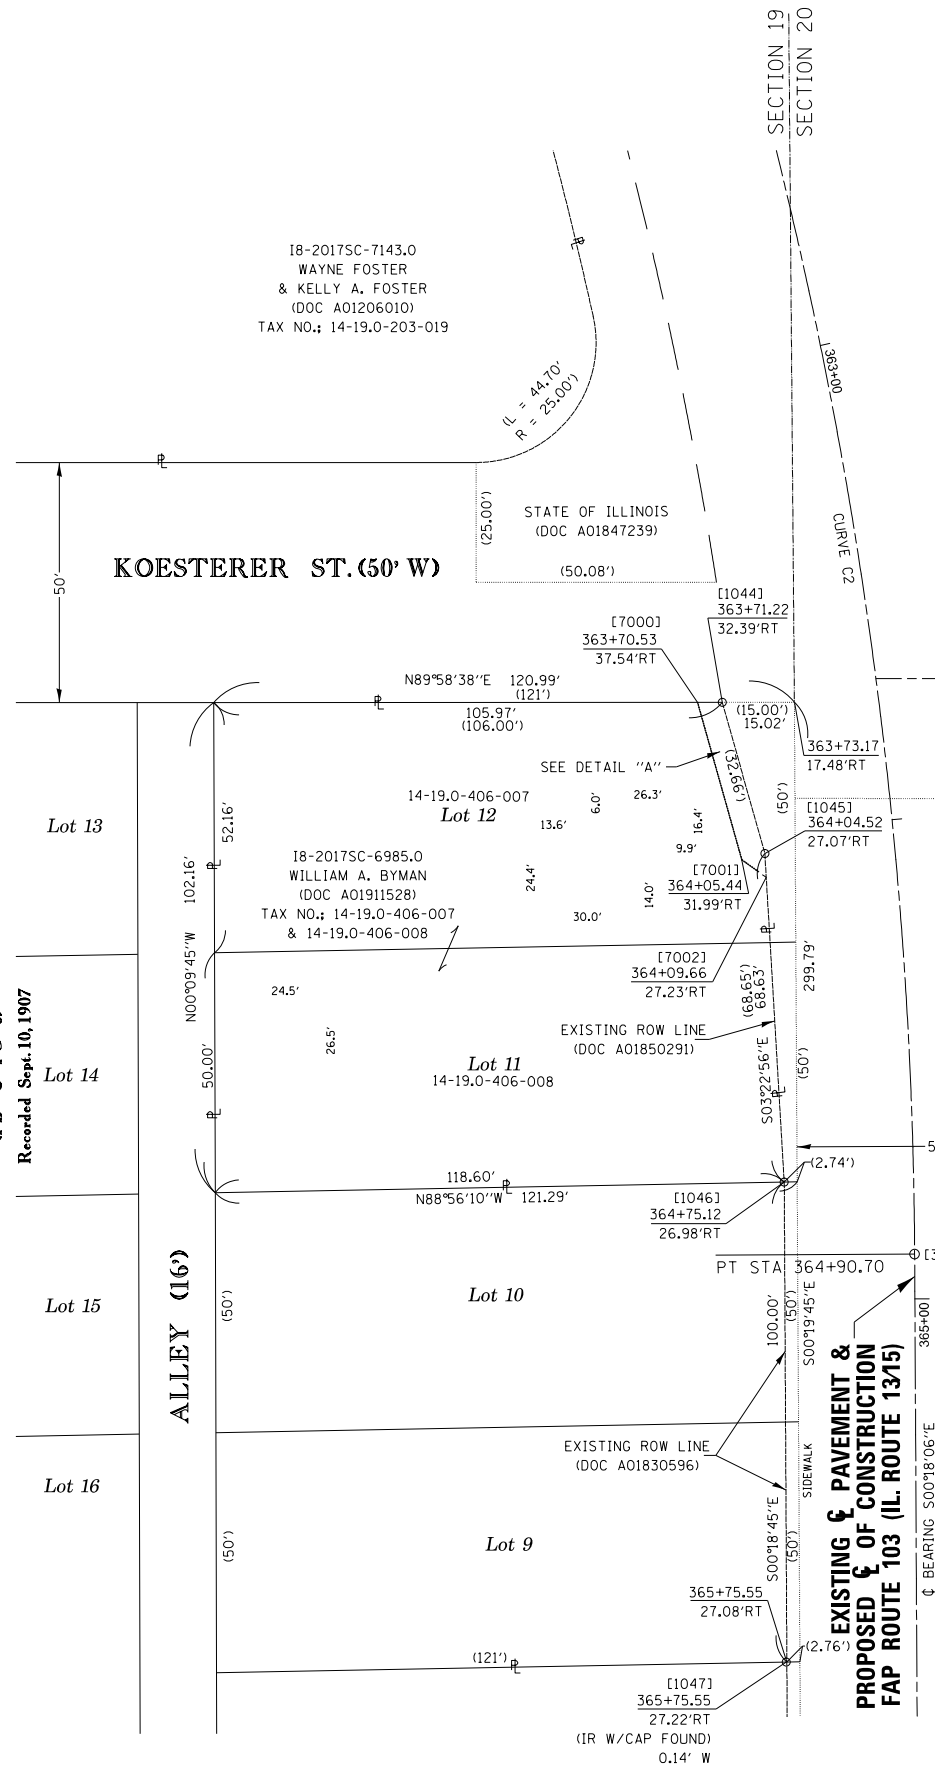 SECTION 19
SECTION 20
I8-2017SC-7143.0
WAYNE FOSTER
& KELLY A. FOSTER
(DOC A01206010)
TAX NO.; 14-19.0-203-019
363+00
(L = 44.70'
R = 25.00')
50'
KOESTERER ST. (50' W)
(25.00')
STATE OF ILLINOIS
(DOC A01847239)
(50.08')
CURVE C2
[1044]
363+71.22
32.39'RT
[7000]
363+70.53
37.54'RT
N89°58'38"E 120.99'
(121')
105.97'
(106.00')
(15.00')
15.02'
363+73.17
17.48'RT
SEE DETAIL "A"
(32.66')
(50')
[1045]
364+04.52
27.07'RT
14-19.0-406-007
Lot 12
6.0'
26.3'
13.6'
16.4'
9.9'
24.4'
14.0'
30.0'
Lot 13
52.16'
102.16'
N00°09'45"W
I8-2017SC-6985.0
WILLIAM A. BYMAN
(DOC A01911528)
TAX NO.; 14-19.0-406-007
& 14-19.0-406-008
[7001]
364+05.44
31.99'RT
[7002]
364+09.66
27.23'RT
299.79'
(68.65')
68.63'
24.5'
26.5'
EXISTING ROW LINE
(DOC A01850291)
S03°22'56"E
(50')
Recorded Sept. 10, 1907
Lot 14
50.00'
Lot 11
14-19.0-406-008
5
(2.74')
118.60'
N88°56'10"W 121.29'
[1046]
364+75.12
26.98'RT
PT STA 364+90.70
ALLEY (16')
Lot 15
(50')
Lot 10
100.00'
(50')
S00°19'45"E
365+00
EXISTING ROW LINE
(DOC A01830596)
SIDEWALK
Lot 16
(50')
Lot 9
S00°18'45"E
(50')
EXISTING ℄ PAVEMENT &
PROPOSED ℄ OF CONSTRUCTION
FAP ROUTE 103 (IL. ROUTE 13/15)
℄ BEARING S00°18'06"E
365+75.55
27.08'RT
(2.76')
(121')
[1047]
365+75.55
27.22'RT
(IR W/CAP FOUND)
0.14' W